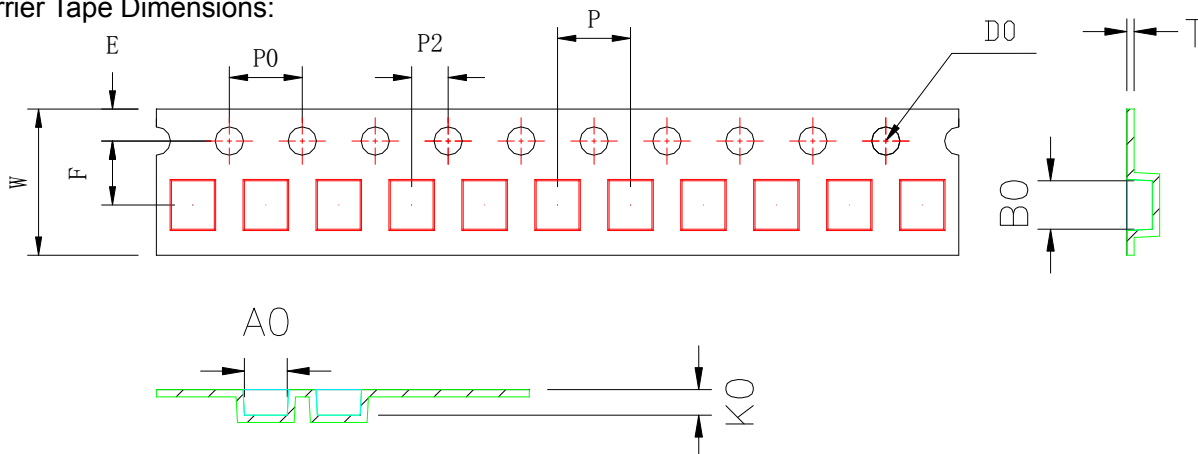 rrier Tape Dimensions:
E
P0
P2
P
D0
T
W
F
B0
A0
K0